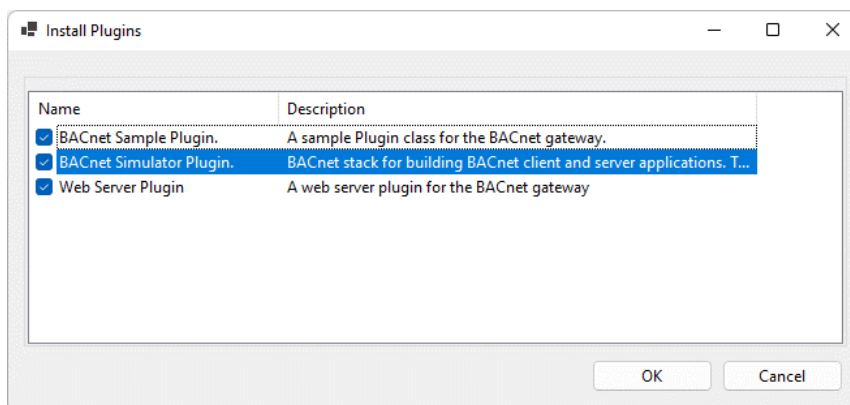 Install Plugins
Name Description
BACnet Sample Plugin. A sample Plugin class for the BACnet gateway.
BACnet Simulator Plugin. BACnet stack for building BACnet client and server applications. T...
Web Server Plugin A web server plugin for the BACnet gateway
OK Cancel